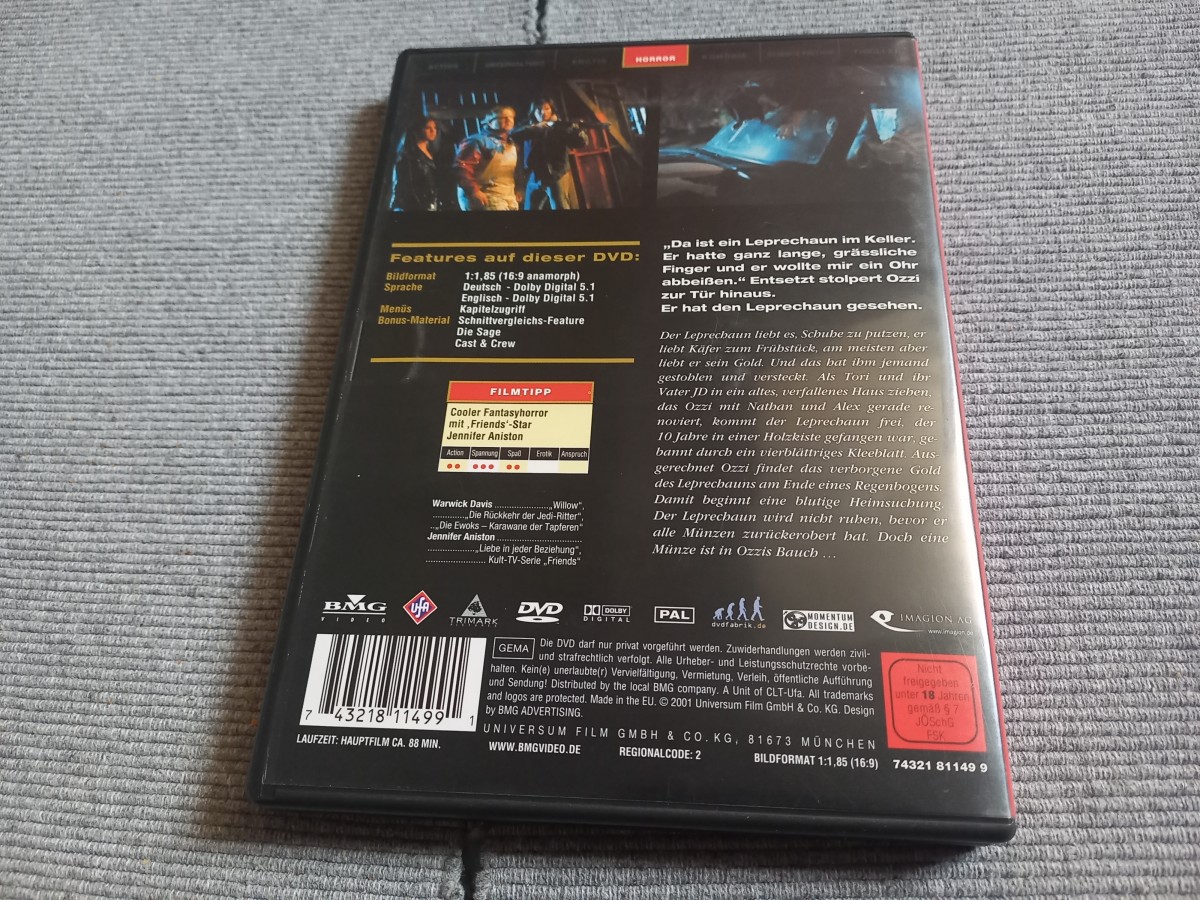 HORROR
Features auf dieser DVD:
Bildformat 1:1,85 (16:9 anamorph)
Sprache Deutsch - Dolby Digital 5.1
Englisch - Dolby Digital 5.1
Menüs Kapitelzugriff
Bonus-Material Schnittvergleichs-Feature
Die Sage
Cast & Crew
FILMTIPP
Cooler Fantasyhorror
mit ‚Friends'-Star
Jennifer Aniston
Action Spannung Spaß Erotik Anspruch
Warwick Davis ....................„Willow",
............„Die Rückkehr der Jedi-Ritter",
..„Die Ewoks – Karawane der Tapferen"
Jennifer Aniston ..............................
................„Liebe in jeder Beziehung",
..................... Kult-TV-Serie „Friends"
„Da ist ein Leprechaun im Keller.
Er hatte ganz lange, grässliche
Finger und er wollte mir ein Ohr
abbeißen." Entsetzt stolpert Ozzi
zur Tür hinaus.
Er hat den Leprechaun gesehen.
Der Leprechaun liebt es, Schuhe zu putzen, er
liebt Käfer zum Frühstück, am meisten aber
liebt er sein Gold. Und das hat ihm jemand
gestohlen und versteckt. Als Tori und ihr
Vater JD in ein altes, verfallenes Haus ziehen,
das Ozzi mit Nathan und Alex gerade re-
noviert, kommt der Leprechaun frei, der
10 Jahre in einer Holzkiste gefangen war, ge-
bannt durch ein vierblättriges Kleeblatt. Aus-
gerechnet Ozzi findet das verborgene Gold
des Leprechauns am Ende eines Regenbogens.
Damit beginnt eine blutige Heimsuchung.
Der Leprechaun wird nicht ruhen, bevor er
alle Münzen zurückerobert hat. Doch eine
Münze ist in Ozzis Bauch ...
BMG VIDEO
UFA
TRIMARK
DVD VIDEO
DOLBY DIGITAL
PAL
dvdfabrik.de
MOMENTUM DESIGN.DE
IMAGION AG
www.imagion.de
GEMA
Die DVD darf nur privat vorgeführt werden. Zuwiderhandlungen werden zivil-
und strafrechtlich verfolgt. Alle Urheber- und Leistungsschutzrechte vorbe-
halten. Kein(e) unerlaubte(r) Vervielfältigung, Vermietung, Verleih, öffentliche Aufführung
und Sendung! Distributed by the local BMG company. A Unit of CLT-Ufa. All trademarks
and logos are protected. Made in the EU. © 2001 Universum Film GmbH & Co. KG. Design
by BMG ADVERTISING.
UNIVERSUM FILM GMBH & CO. KG, 81673 MÜNCHEN
7 43218 11499 1
LAUFZEIT: HAUPTFILM CA. 88 MIN.
WWW.BMGVIDEO.DE
REGIONALCODE: 2
BILDFORMAT 1:1,85 (16:9)
74321 81149 9
Nicht
freigegeben
unter 18 Jahren
gemäß § 7
JÖSchG
FSK